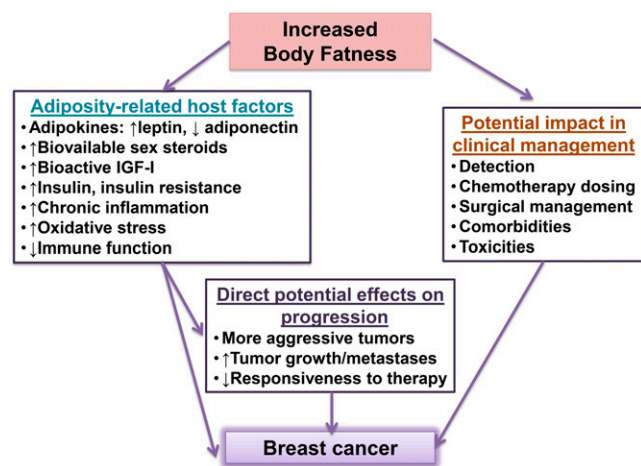 Increased
Body Fatness
Adiposity-related host factors
•Adipokines: ↑leptin, ↓ adiponectin
•↑Biovailable sex steroids
•↑Bioactive IGF-I
•↑Insulin, insulin resistance
•↑Chronic inflammation
•↑Oxidative stress
•↓Immune function
Potential impact in
clinical management
•Detection
•Chemotherapy dosing
•Surgical management
•Comorbidities
•Toxicities
Direct potential effects on
progression
•More aggressive tumors
•↑Tumor growth/metastases
•↓Responsiveness to therapy
Breast cancer